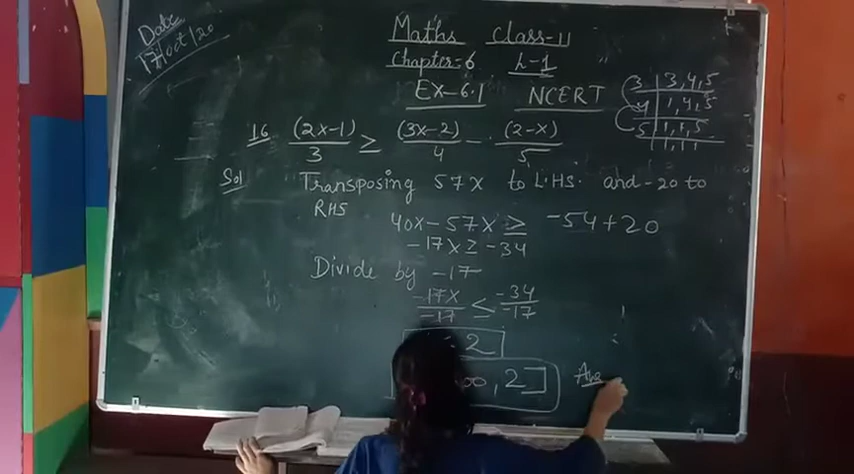 Date
17/Oct/20
Maths Class-11
Chapter-6 L-1
Ex-6.1 NCERT
3 | 3,4,5
4 | 1,4,5
5 | 1,1,5
1,1,1
16 (2x-1)/3 ≥ (3x-2)/4 - (2-x)/5
Sol Transposing 57x to L.H.S. and -20 to
RHS
40x-57x ≥ -54+20
-17x ≥ -34
Divide by -17
-17x/-17 ≤ -34/-17
2
∞, 2]
Ans